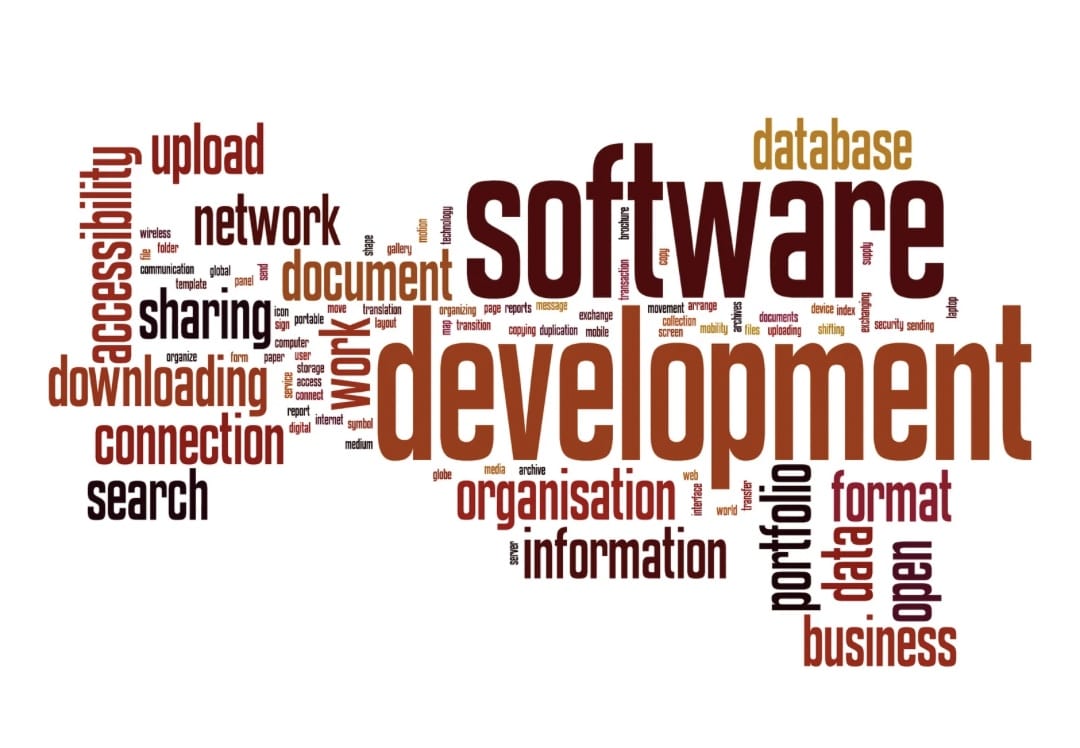 software
development
database
upload
accessibility
network
document
sharing
downloading
connection
search
work
organisation
information
portfolio
format
data
open
business
wireless
file
folder
communication
global
template
panel
send
shape
gallery
motion
technology
brochure
transaction
copy
supply
laptop
icon
sign
portable
move
translation
layout
computer
organize
form
paper
user
storage
access
connect
service
report
internet
digital
symbol
medium
organizing
page
reports
message
map
transition
copying
duplication
exchange
mobile
movement
arrange
collection
screen
mobility
archives
files
documents
uploading
device
index
shifting
exchanging
security
sending
globe
media
archive
web
interface
world
transfer
server